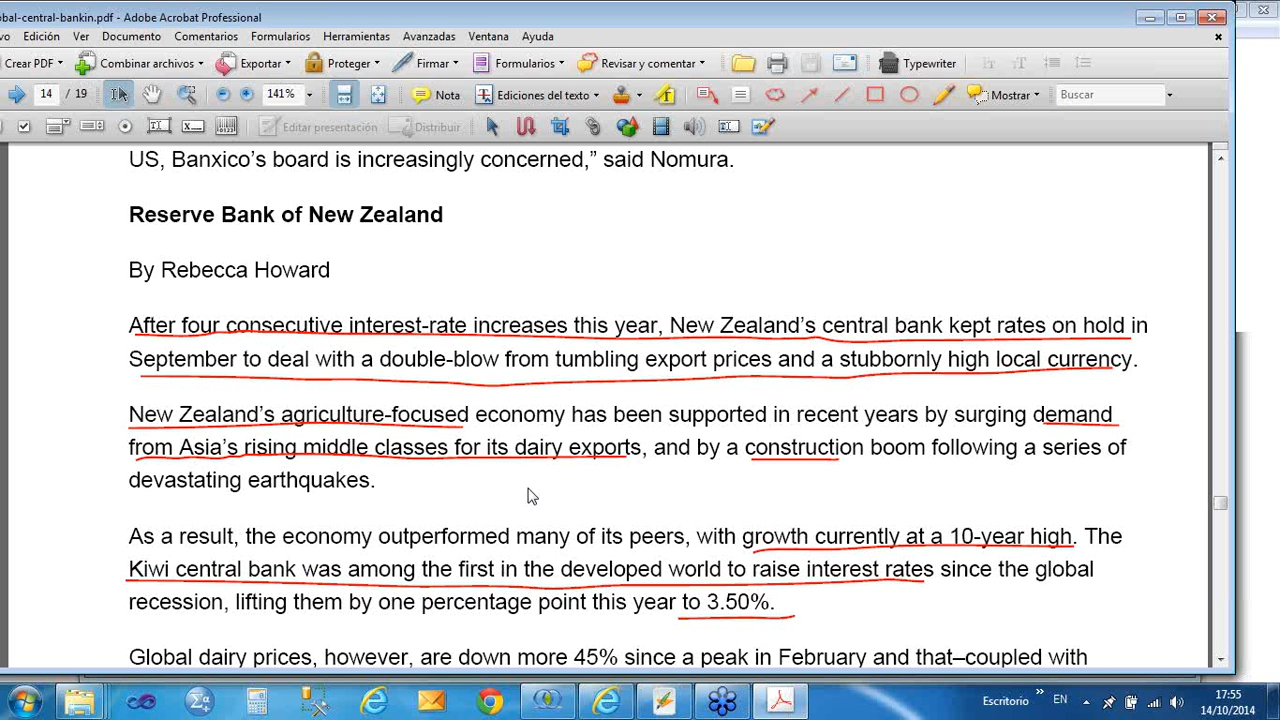 bal-central-bankin.pdf - Adobe Acrobat Professional
vo Edición Ver Documento Comentarios Formularios Herramientas Avanzadas Ventana Ayuda
Crear PDF Combinar archivos Exportar Proteger Firmar Formularios Revisar y comentar Typewriter
14 / 19 141% Nota Ediciones del texto Mostrar Buscar
Editar presentación Distribuir
US, Banxico’s board is increasingly concerned,” said Nomura.
Reserve Bank of New Zealand
By Rebecca Howard
After four consecutive interest-rate increases this year, New Zealand’s central bank kept rates on hold in
September to deal with a double-blow from tumbling export prices and a stubbornly high local currency.
New Zealand’s agriculture-focused economy has been supported in recent years by surging demand
from Asia’s rising middle classes for its dairy exports, and by a construction boom following a series of
devastating earthquakes.
As a result, the economy outperformed many of its peers, with growth currently at a 10-year high. The
Kiwi central bank was among the first in the developed world to raise interest rates since the global
recession, lifting them by one percentage point this year to 3.50%.
Global dairy prices, however, are down more 45% since a peak in February and that–coupled with
Escritorio » EN 17:55
14/10/2014